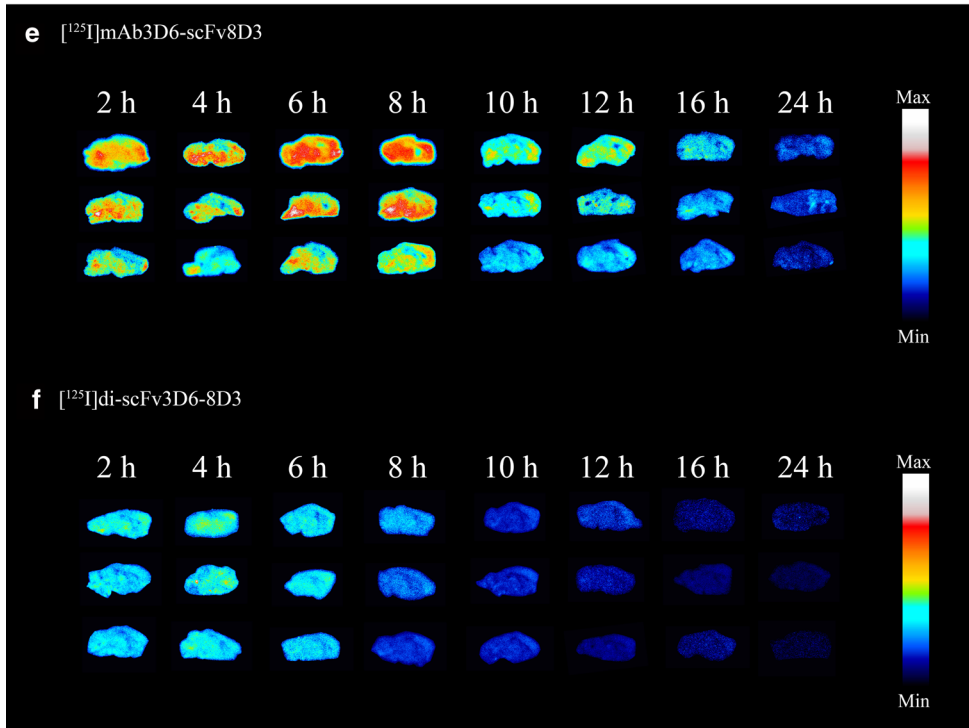 e [¹²⁵I]mAb3D6-scFv8D3
2 h 4 h 6 h 8 h 10 h 12 h 16 h 24 h
Max
Min
f [¹²⁵I]di-scFv3D6-8D3
2 h 4 h 6 h 8 h 10 h 12 h 16 h 24 h
Max
Min